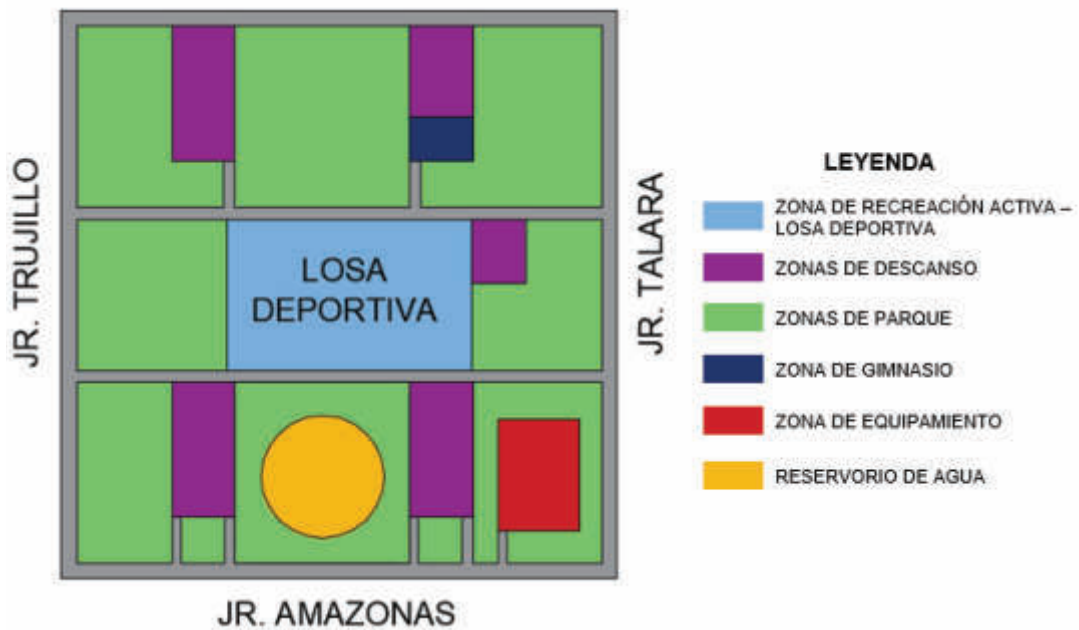 JR. TRUJILLO
LOSA
DEPORTIVA
JR. TALARA
JR. AMAZONAS
LEYENDA
ZONA DE RECREACIÓN ACTIVA –
LOSA DEPORTIVA
ZONAS DE DESCANSO
ZONAS DE PARQUE
ZONA DE GIMNASIO
ZONA DE EQUIPAMIENTO
RESERVORIO DE AGUA